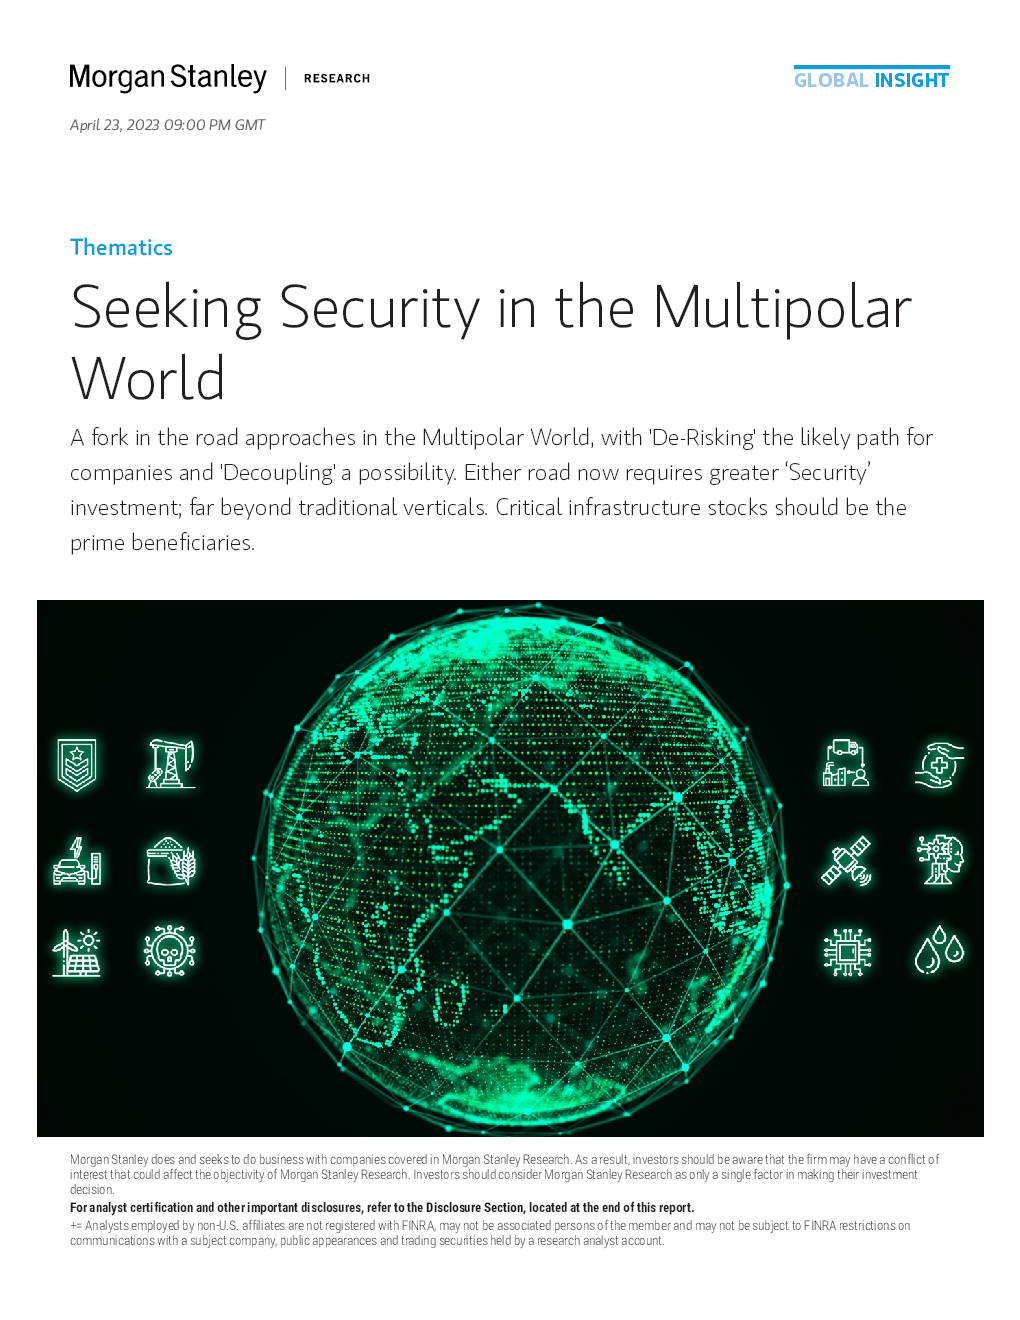 Morgan Stanley | RESEARCH
GLOBAL INSIGHT
April 23, 2023 09:00 PM GMT
Thematics
Seeking Security in the Multipolar
World
A fork in the road approaches in the Multipolar World, with 'De-Risking' the likely path for
companies and 'Decoupling' a possibility. Either road now requires greater ‘Security’
investment; far beyond traditional verticals. Critical infrastructure stocks should be the
prime beneficiaries.
Morgan Stanley does and seeks to do business with companies covered in Morgan Stanley Research. As a result, investors should be aware that the firm may have a conflict of
interest that could affect the objectivity of Morgan Stanley Research. Investors should consider Morgan Stanley Research as only a single factor in making their investment
decision.
For analyst certification and other important disclosures, refer to the Disclosure Section, located at the end of this report.
+= Analysts employed by non-U.S. affiliates are not registered with FINRA, may not be associated persons of the member and may not be subject to FINRA restrictions on
communications with a subject company, public appearances and trading securities held by a research analyst account.